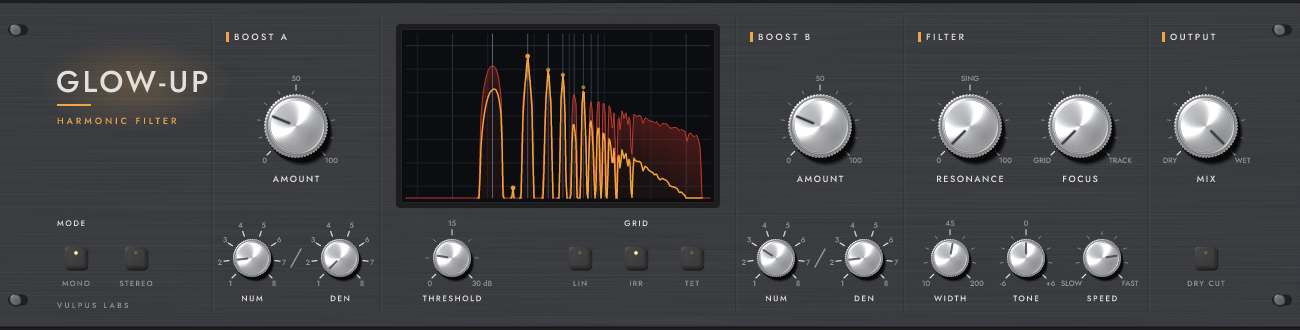 GLOW-UP
HARMONIC FILTER
MODE
MONO STEREO
VULPUS LABS
BOOST A
50
0 100
AMOUNT
1 2 3 4 5 6 7 8 / 1 2 3 4 5 6 7 8
NUM DEN
15
0 30 dB
THRESHOLD
GRID
LIN IRR TET
BOOST B
50
0 100
AMOUNT
1 2 3 4 5 6 7 8 / 1 2 3 4 5 6 7 8
NUM DEN
FILTER
SING
0 100
RESONANCE
GRID TRACK
FOCUS
45
10 200
WIDTH
0
-6 +6
TONE
SLOW FAST
SPEED
OUTPUT
DRY WET
MIX
DRY CUT